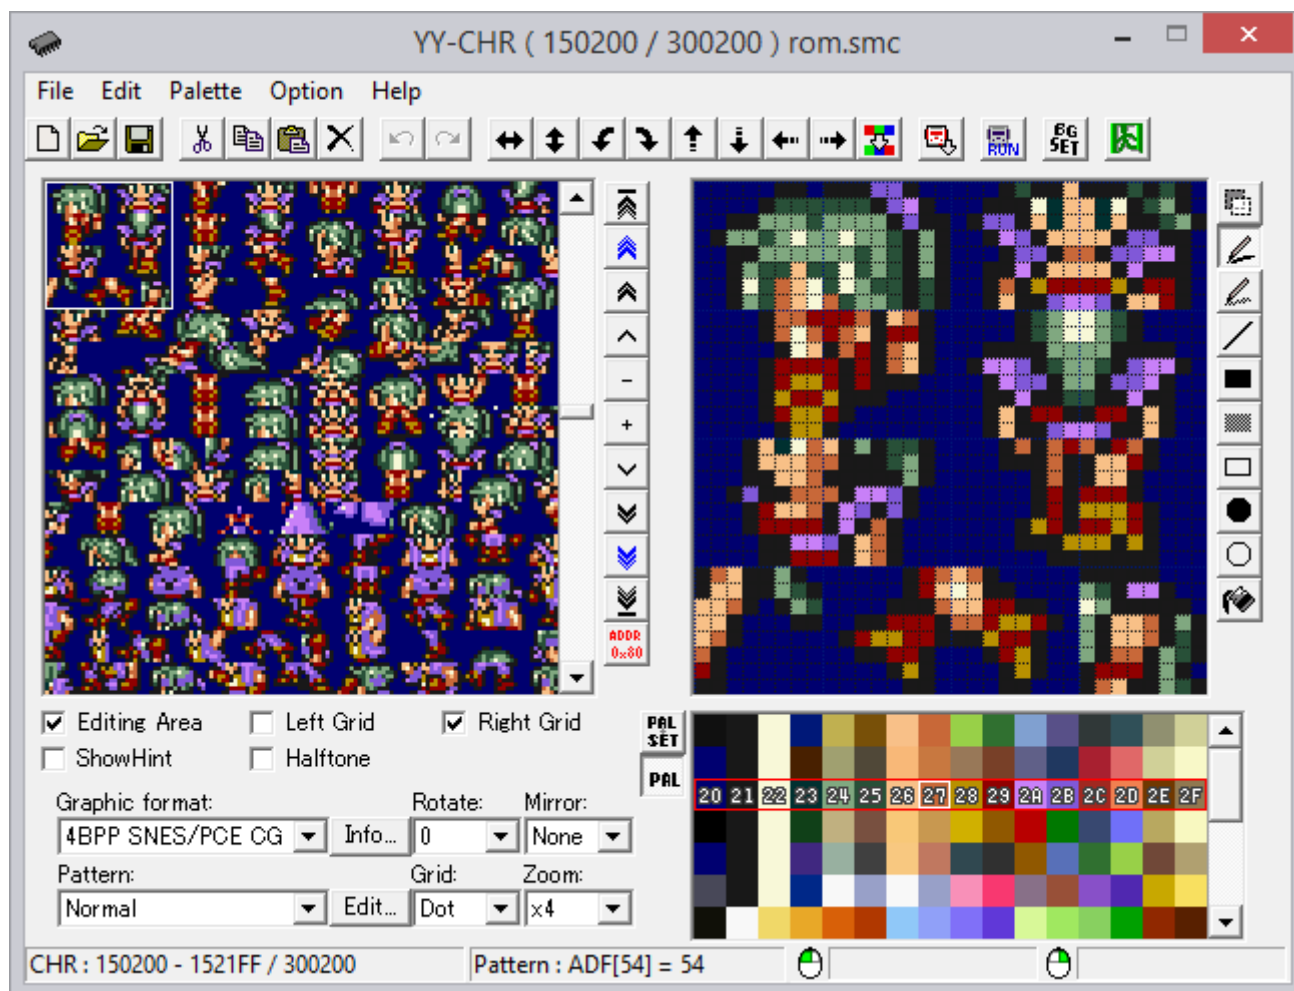 YY-CHR ( 150200 / 300200 ) rom.smc
File Edit Palette Option Help
RUN
BG
SET
-
+
ADDR
0x80
Editing Area Left Grid Right Grid
ShowHint Halftone
PAL
SET
PAL
20 21 22 23 24 25 26 27 28 29 2A 2B 2C 2D 2E 2F
Graphic format: Rotate: Mirror:
4BPP SNES/PCE CG Info... 0 None
Pattern: Grid: Zoom:
Normal Edit... Dot x4
CHR : 150200 - 1521FF / 300200 Pattern : ADF[54] = 54